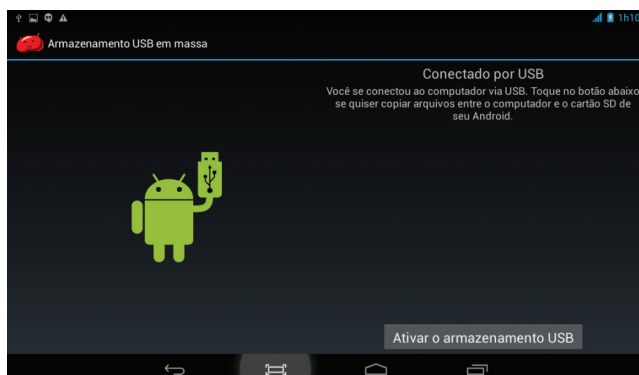 1h10
Armazenamento USB em massa
Conectado por USB
Você se conectou ao computador via USB. Toque no botão abaixo
se quiser copiar arquivos entre o computador e o cartão SD de
seu Android.
Ativar o armazenamento USB